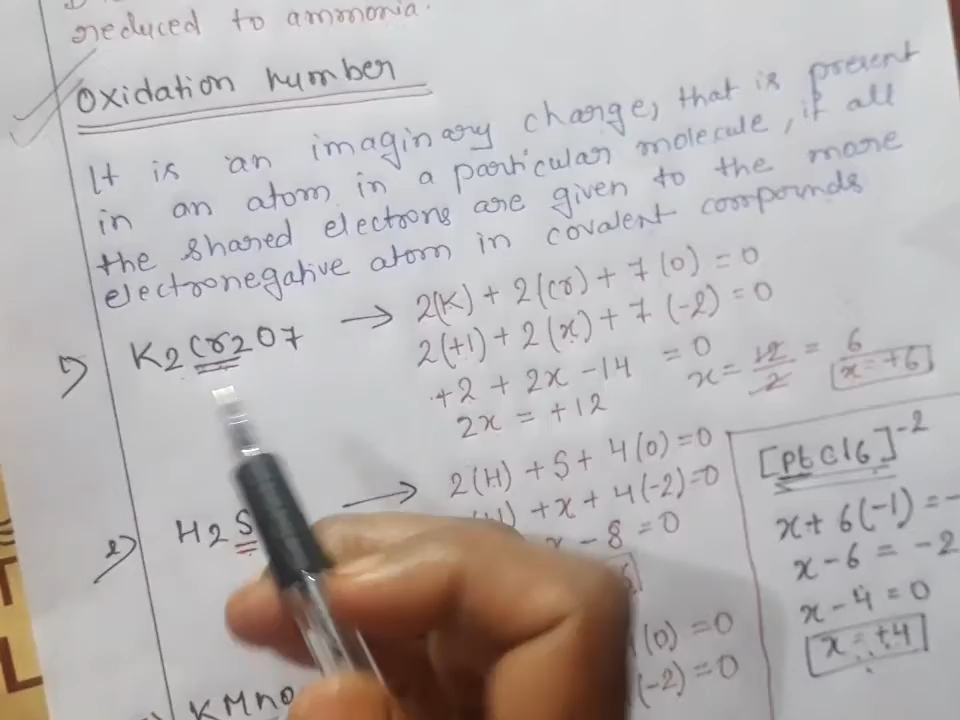 reduced to ammonia.
Oxidation number
It is an imaginary charge, that is present
in an atom in a particular molecule, if all
the shared electrons are given to the more
electronegative atom in covalent compounds
1) K2Cr2O7 → 2(K) + 2(Cr) + 7(O) = 0
2(+1) + 2(x) + 7(-2) = 0
+2 + 2x -14 = 0
2x = +12
x = 12/2 = 6
x = +6
2) H2S → 2(H) + S + 4(O) = 0
+ x + 4(-2) = 0
x - 8 = 0
(O) = 0
(-2) = 0
KMno
[PbCl6]-2
x + 6(-1) = -
x - 6 = -2
x - 4 = 0
x = +4